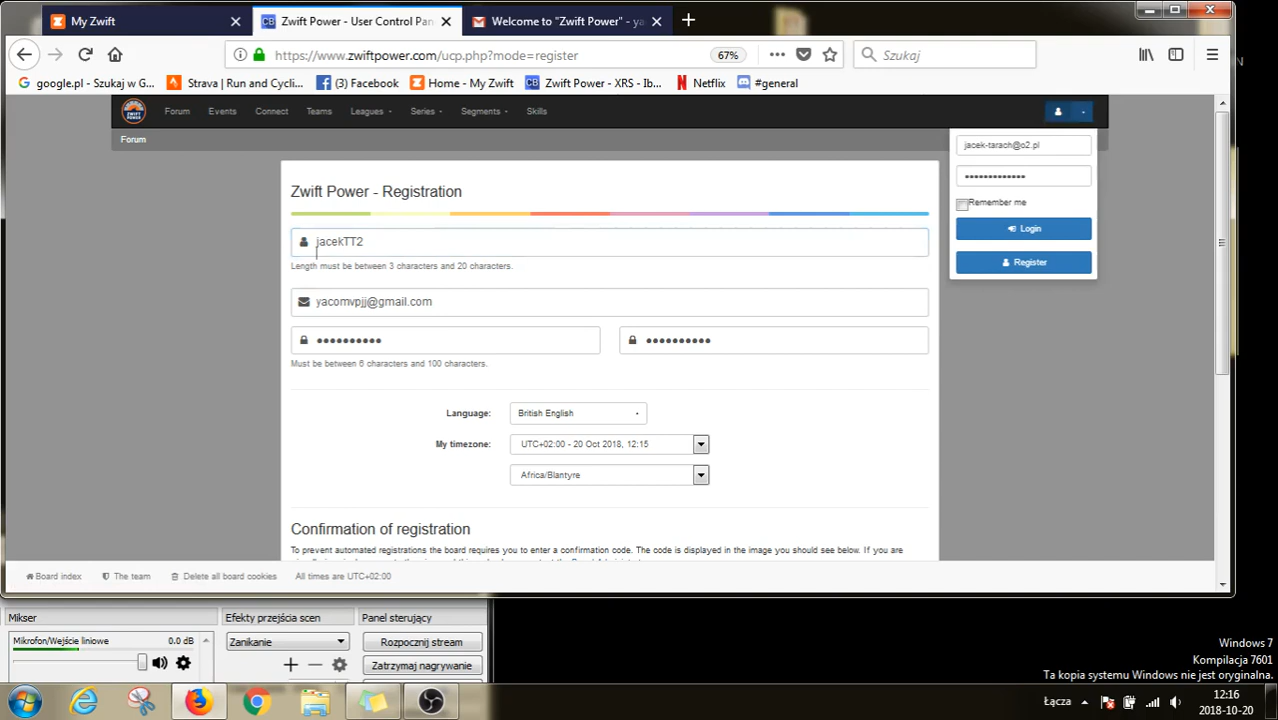 My Zwift
Zwift Power - User Control Pan
Welcome to "Zwift Power" - ya
https://www.zwiftpower.com/ucp.php?mode=register
67%
Szukaj
google.pl - Szukaj w G...
Strava | Run and Cycli...
(3) Facebook
Home - My Zwift
Zwift Power - XRS - Ib...
Netflix
#general
ZWIFT POWER
Forum
Events
Connect
Teams
Leagues
Series
Segments
Skills
Forum
jacek-tarach@o2.pl
•••••••••••••
Remember me
Login
Register
Zwift Power - Registration
jacekTT2
Length must be between 3 characters and 20 characters.
yacomvpjj@gmail.com
•••••••••• ••••••••••
Must be between 6 characters and 100 characters.
Language: British English
My timezone: UTC+02:00 - 20 Oct 2018, 12:15
Africa/Blantyre
Confirmation of registration
To prevent automated registrations the board requires you to enter a confirmation code. The code is displayed in the image you should see below. If you are
Board index
The team
Delete all board cookies
All times are UTC+02:00
Mikser
Efekty przejścia scen
Panel sterujący
Mikrofon/Wejście liniowe 0.0 dB
Zanikanie
Rozpocznij stream
Zatrzymaj nagrywanie
Windows 7
Kompilacja 7601
Ta kopia systemu Windows nie jest oryginalna.
Łącza
12:16
2018-10-20